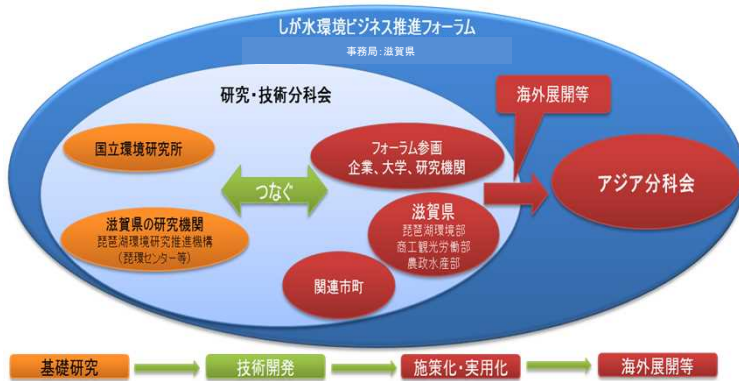 しが水環境ビジネス推進フォーラム
事務局:滋賀県
研究・技術分科会
海外展開等
国立環境研究所
フォーラム参画
企業、大学、研究機関
つなぐ
アジア分科会
滋賀県の研究機関
琵琶湖環境研究推進機構
(琵環センター等)
滋賀県
琵琶湖環境部
商工観光労働部
農政水産部
関連市町
基礎研究
技術開発
施策化・実用化
海外展開等